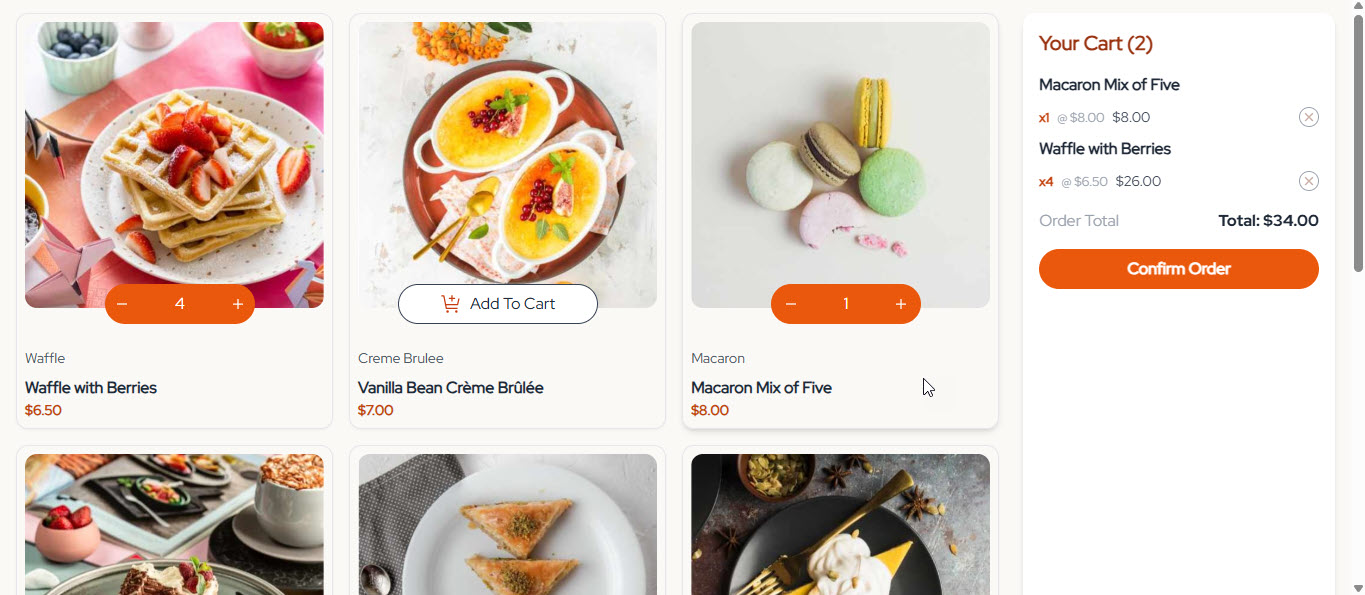 4
Waffle
Waffle with Berries
$6.50
Add To Cart
Creme Brulee
Vanilla Bean Crème Brûlée
$7.00
1
Macaron
Macaron Mix of Five
$8.00
Your Cart (2)
Macaron Mix of Five
x1 @ $8.00 $8.00
Waffle with Berries
x4 @ $6.50 $26.00
Order Total Total: $34.00
Confirm Order